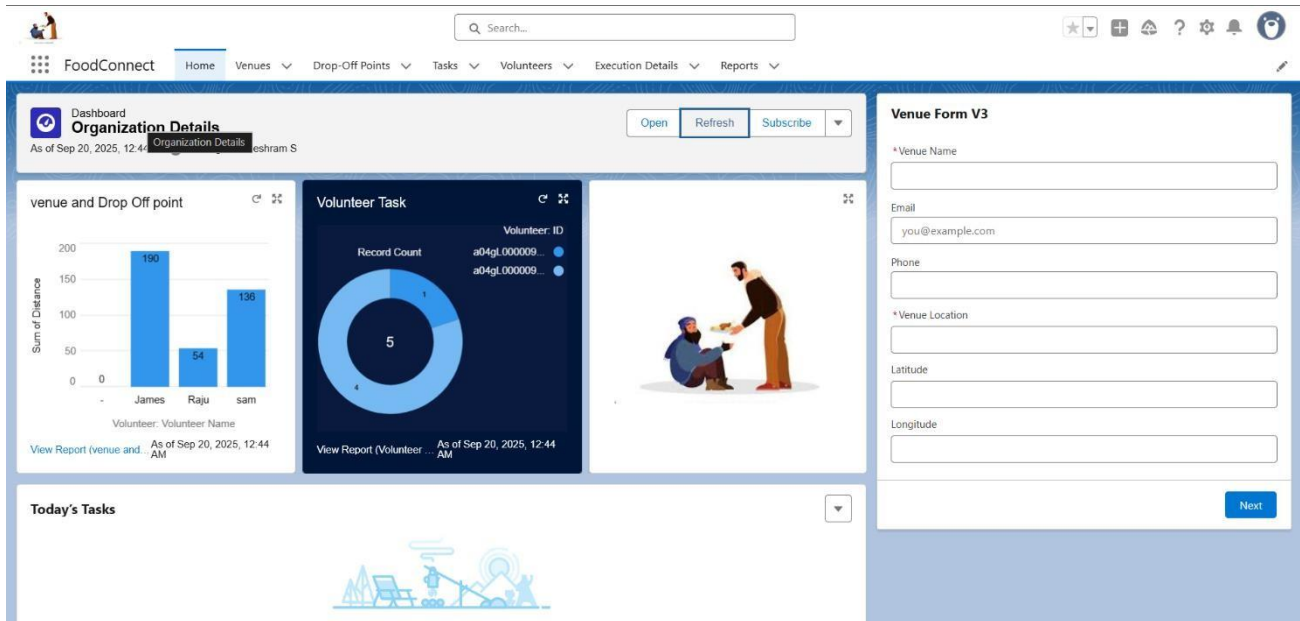 Search...
FoodConnect Home Venues Drop-Off Points Tasks Volunteers Execution Details Reports
Dashboard
Organization Details
Organization Details
As of Sep 20, 2025, 12:44 eshram S
Open Refresh Subscribe
venue and Drop Off point
200
150
100
50
0
Sum of Distance
0
190
54
136
- James Raju sam
Volunteer: Volunteer Name
View Report (venue and... As of Sep 20, 2025, 12:44
AM
Volunteer Task
Volunteer: ID
Record Count
a04gL000009...
a04gL000009...
1
5
4
View Report (Volunteer ... As of Sep 20, 2025, 12:44
AM
Today's Tasks
Venue Form V3
*Venue Name
Email
you@example.com
Phone
*Venue Location
Latitude
Longitude
Next